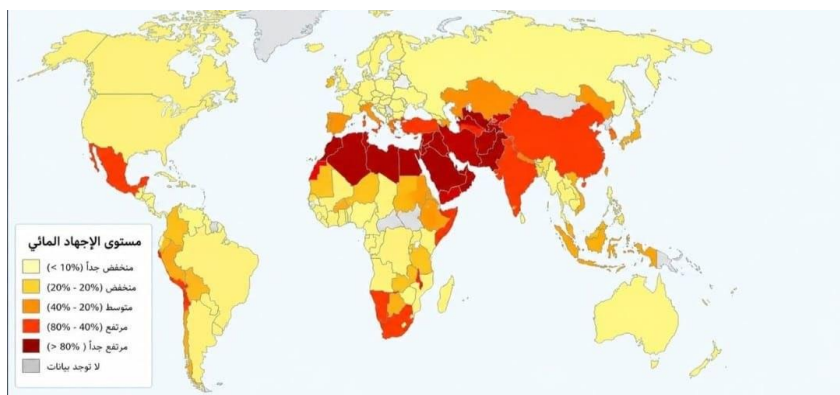 مستوى الإجهاد المائي
منخفض جداً (10% >)
منخفض (20% - 20%)
متوسط (20% - 40%)
مرتفع (40% - 80%)
مرتفع جداً (80% <)
لا توجد بيانات